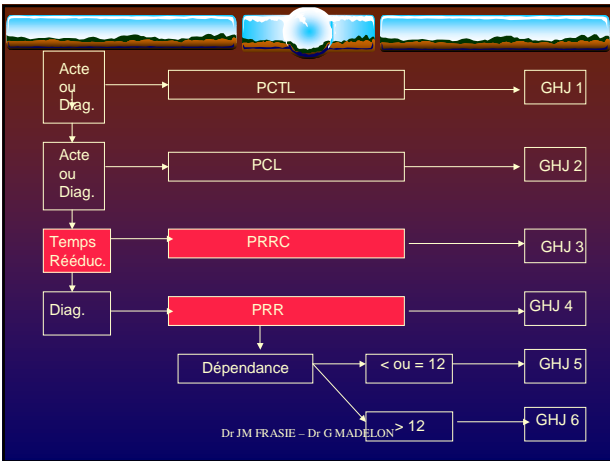 Acte
ou
Diag.
PCTL
GHJ 1
Acte
ou
Diag.
PCL
GHJ 2
Temps
Rééduc.
PRRC
GHJ 3
Diag.
PRR
GHJ 4
Dépendance
< ou = 12
GHJ 5
> 12
GHJ 6
Dr JM FRASIE – Dr G MADELON